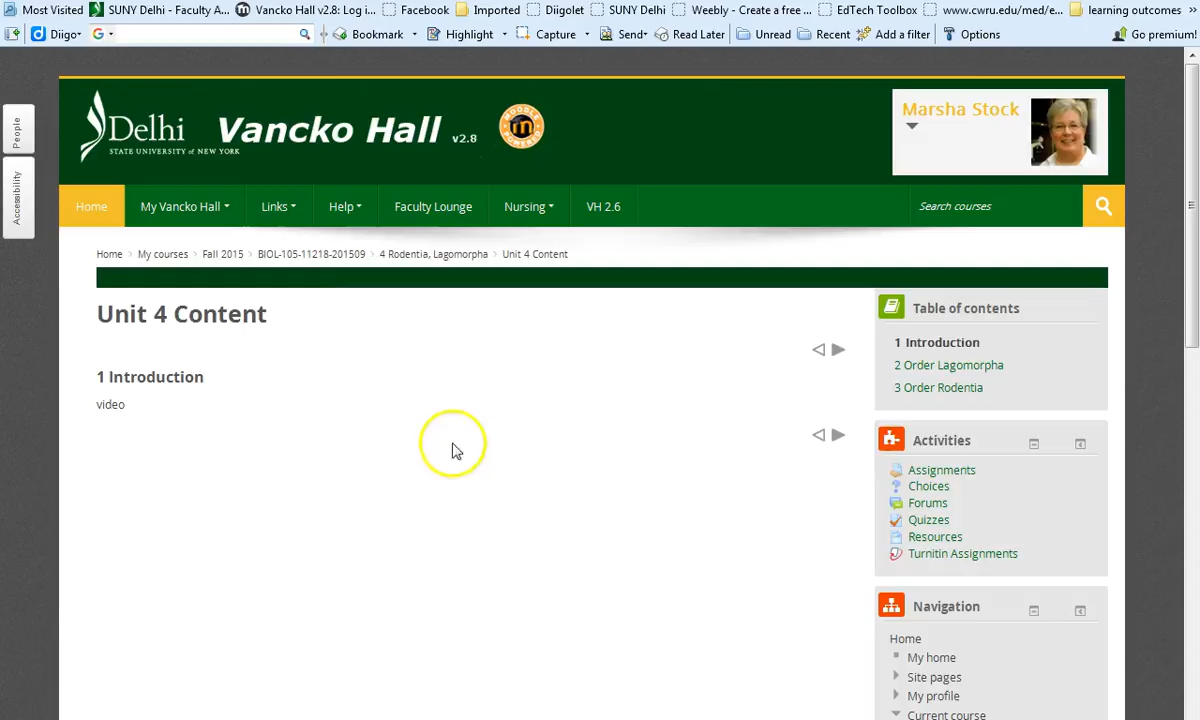 Most Visited SUNY Delhi - Faculty A... Vancko Hall v2.8: Log i... Facebook Imported Diigolet SUNY Delhi Weebly - Create a free ... EdTech Toolbox www.cwru.edu/med/e... learning outcomes »
Diigo G Bookmark Highlight Capture Send Read Later Unread Recent Add a filter Options Go premium!
People
Accessibility
Delhi
STATE UNIVERSITY of NEW YORK
Vancko Hall v2.8
MOODLE
m
POWERED
Marsha Stock
Home My Vancko Hall Links Help Faculty Lounge Nursing VH 2.6 Search courses
Home My courses Fall 2015 BIOL-105-11218-201509 4 Rodentia, Lagomorpha Unit 4 Content
Unit 4 Content
1 Introduction
video
Table of contents
1 Introduction
2 Order Lagomorpha
3 Order Rodentia
Activities
Assignments
Choices
Forums
Quizzes
Resources
Turnitin Assignments
Navigation
Home
My home
Site pages
My profile
Current course